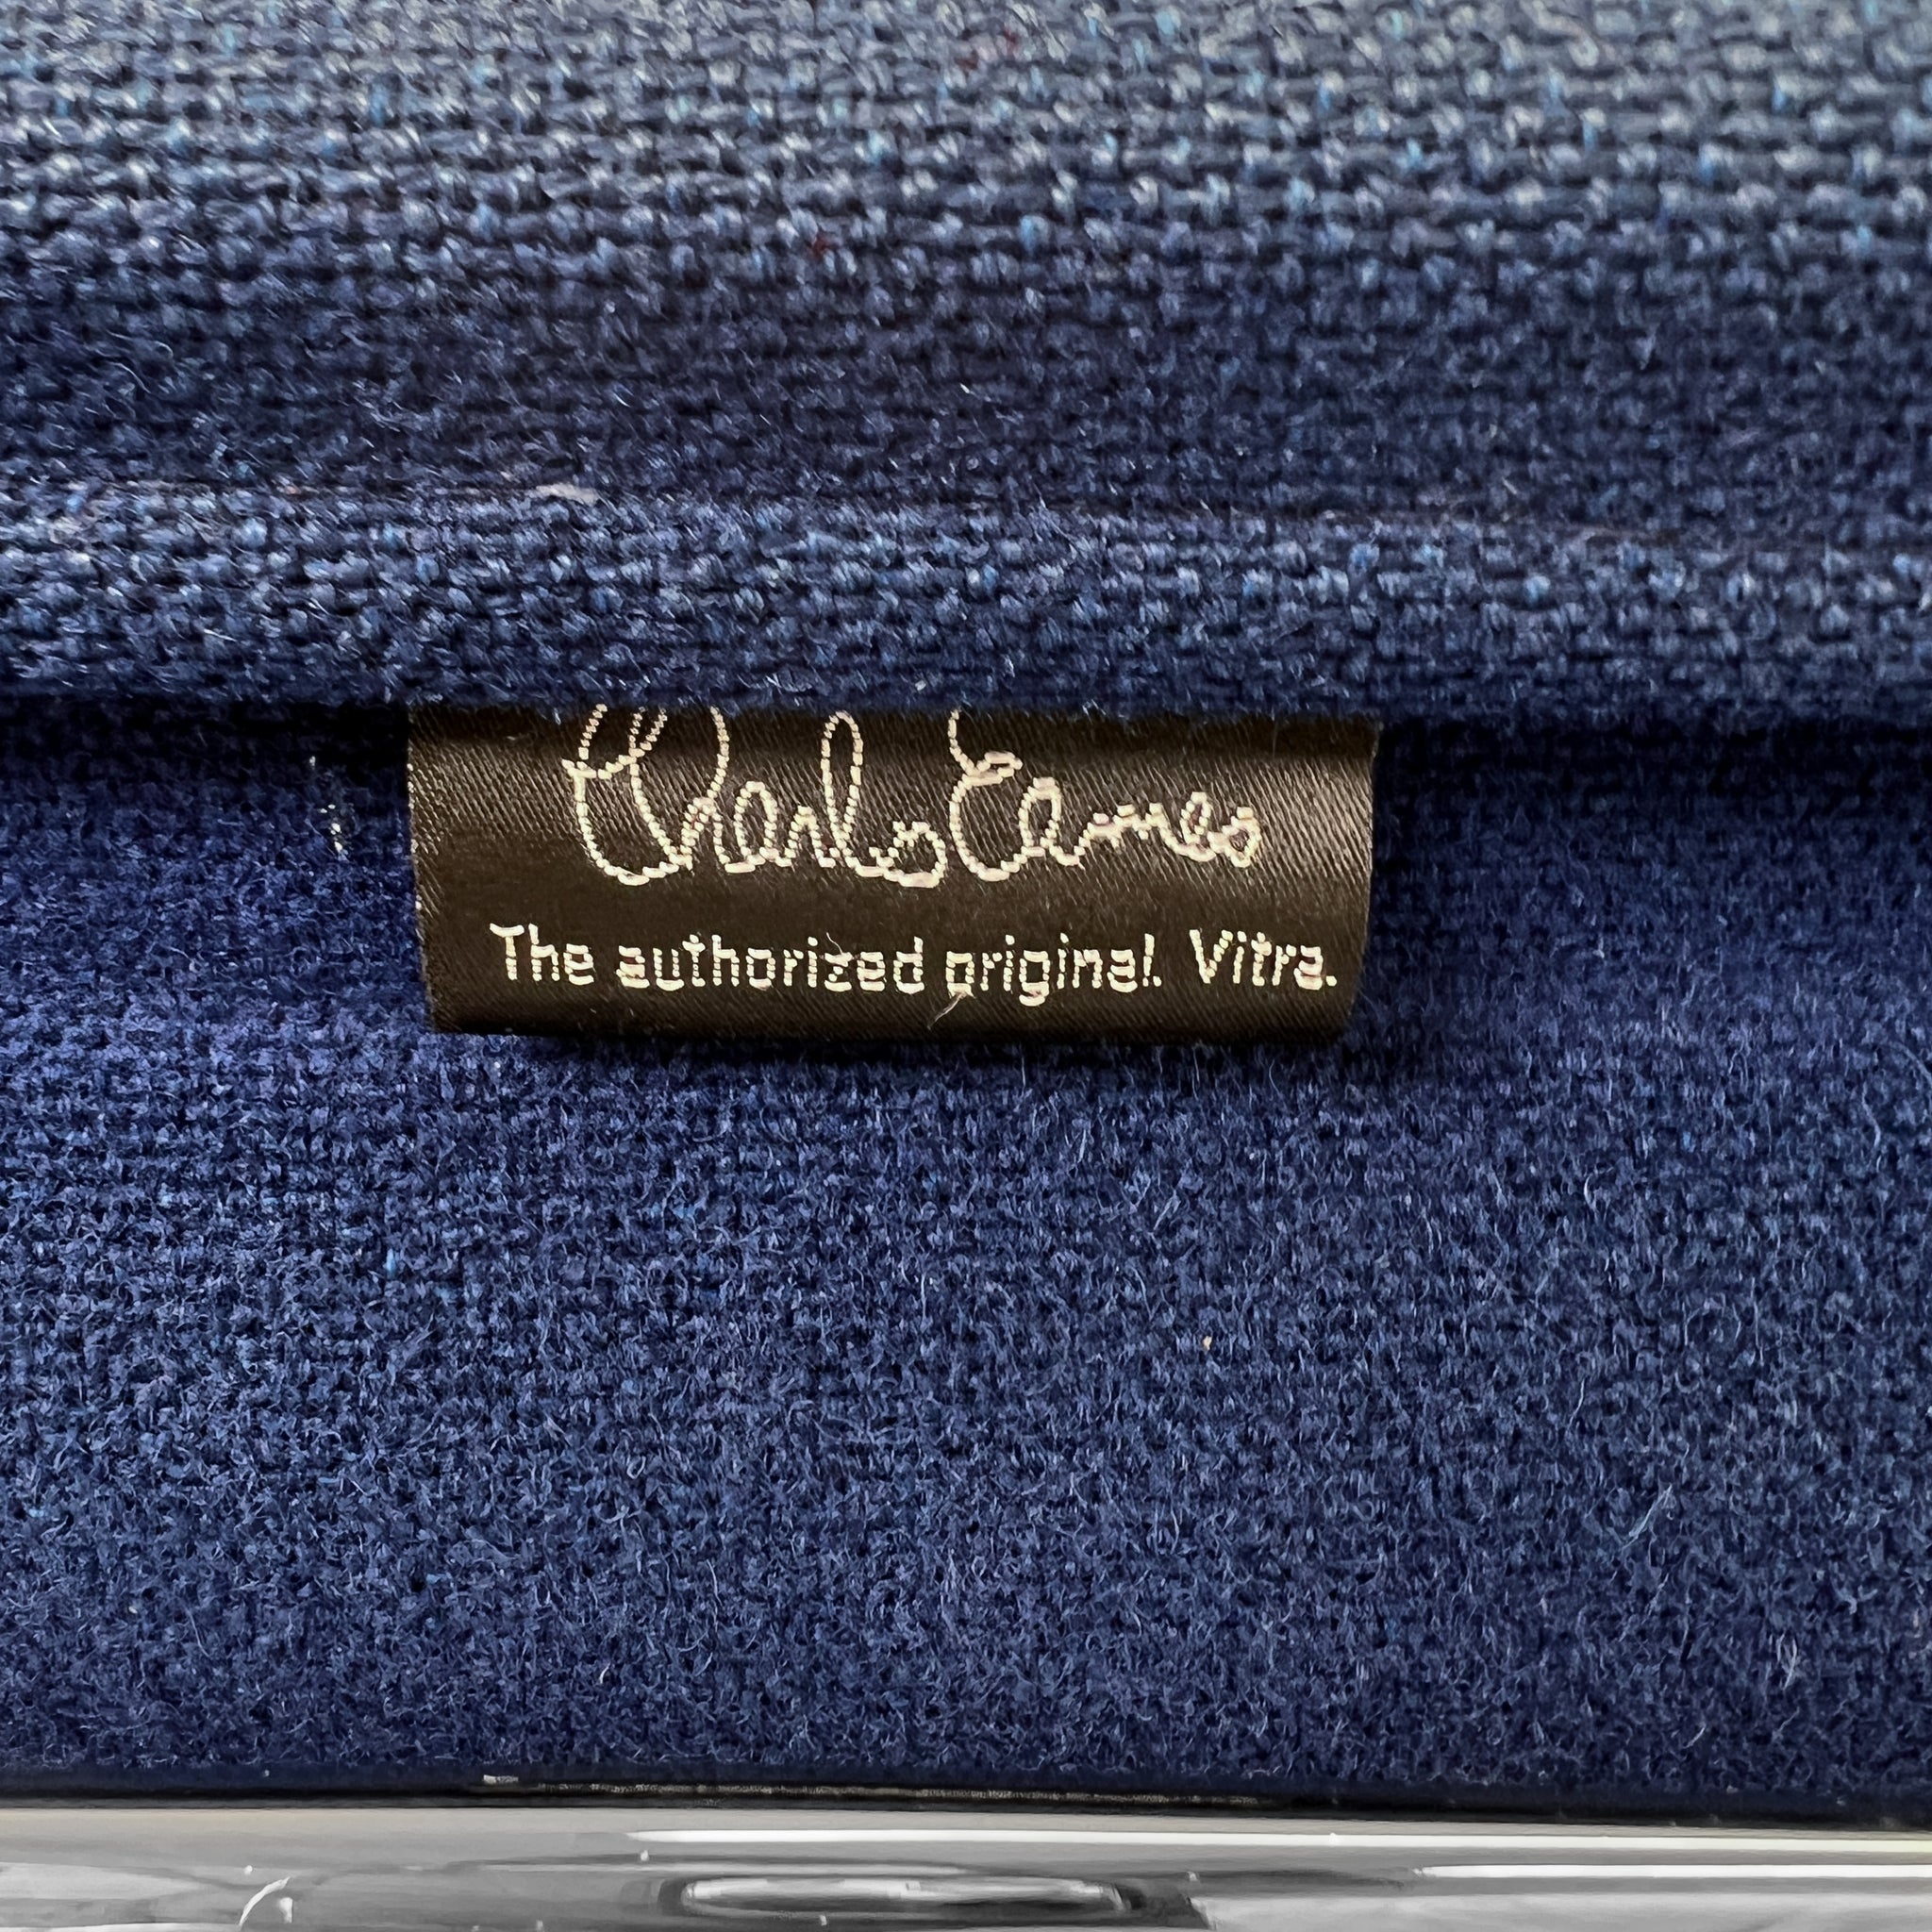 Charles Eames
The authorized original. Vitra.